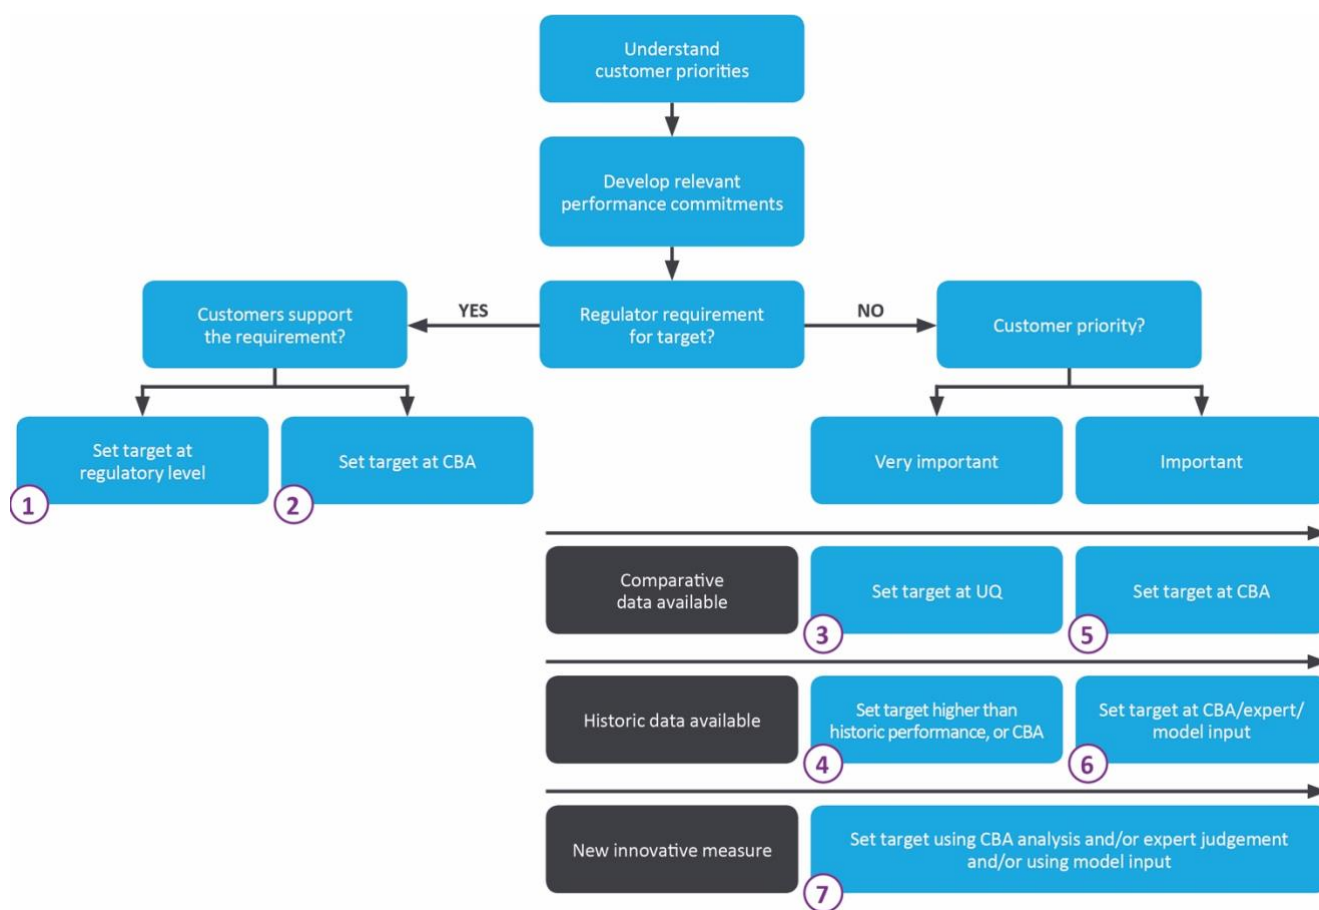 Understand
customer priorities
Develop relevant
performance commitments
Customers support
the requirement?
YES
Regulator requirement
for target?
NO
Customer priority?
Set target at
regulatory level
1
Set target at CBA
2
Very important
Important
Comparative
data available
Set target at UQ
3
Set target at CBA
5
Historic data available
Set target higher than
historic performance, or CBA
4
Set target at CBA/expert/
model input
6
New innovative measure
Set target using CBA analysis and/or expert judgement
and/or using model input
7